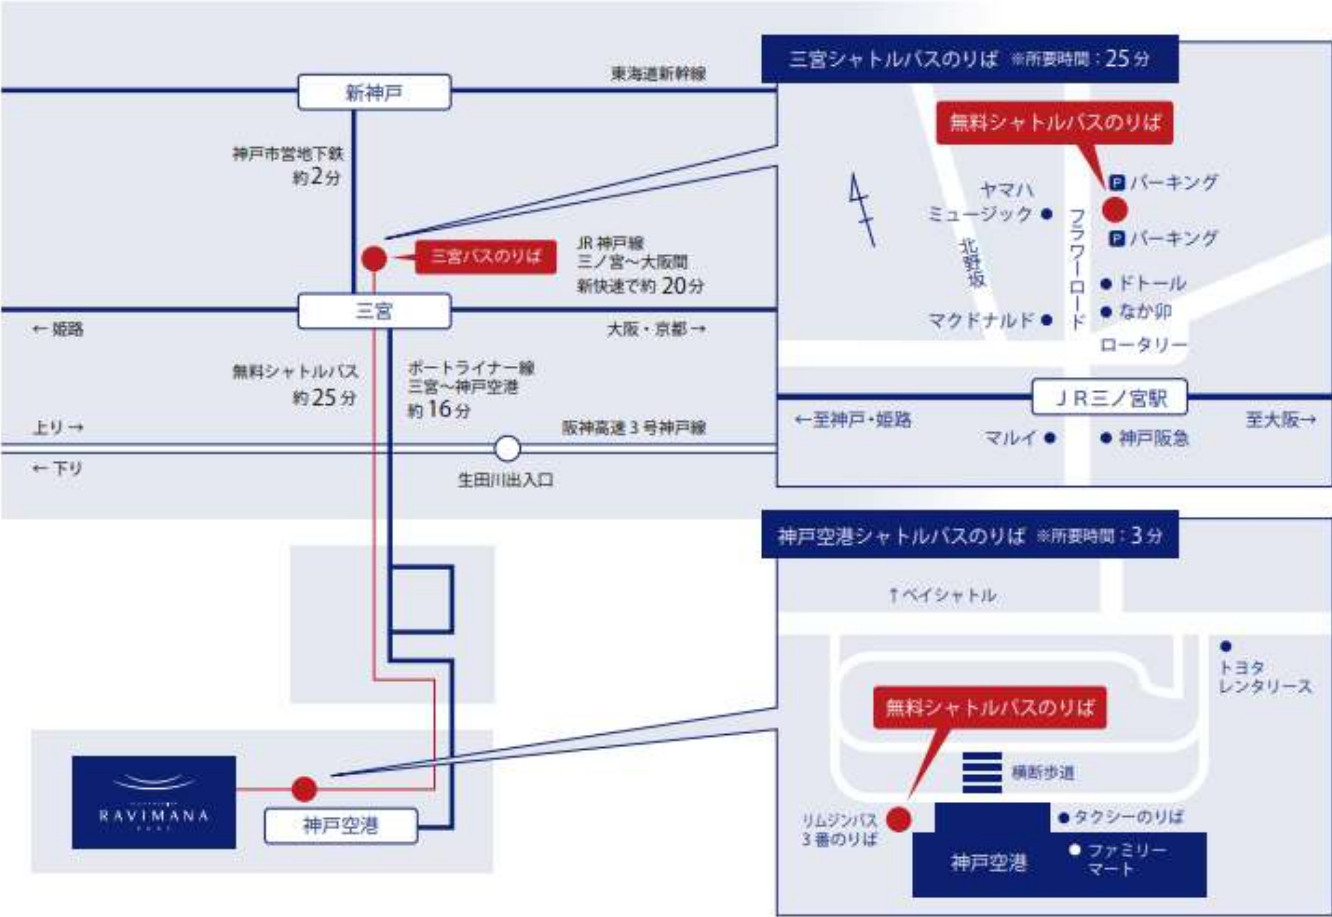 東海道新幹線
新神戸
神戸市営地下鉄
約2分
三宮バスのりば
JR神戸線
三ノ宮～大阪間
新快速で約 20分
三宮
← 姫路
大阪・京都 →
無料シャトルバス
約 25 分
ポートライナー線
三宮～神戸空港
約 16 分
上り →
← 下り
阪神高速 3 号神戸線
生田川出入口
RAVIMANA
神戸空港
三宮シャトルバスのりば ※所要時間：25 分
無料シャトルバスのりば
P パーキング
ヤマハ
ミュージック
P パーキング
フラワーロード
北野坂
ドトール
なか卯
マクドナルド
ロータリー
ＪＲ三ノ宮駅
←至神戸・姫路
至大阪→
マルイ
神戸阪急
神戸空港シャトルバスのりば ※所要時間：3 分
↑ ベイシャトル
トヨタ
レンタリース
無料シャトルバスのりば
横断歩道
リムジンバス
3 番のりば
タクシーのりば
神戸空港
ファミリー
マート